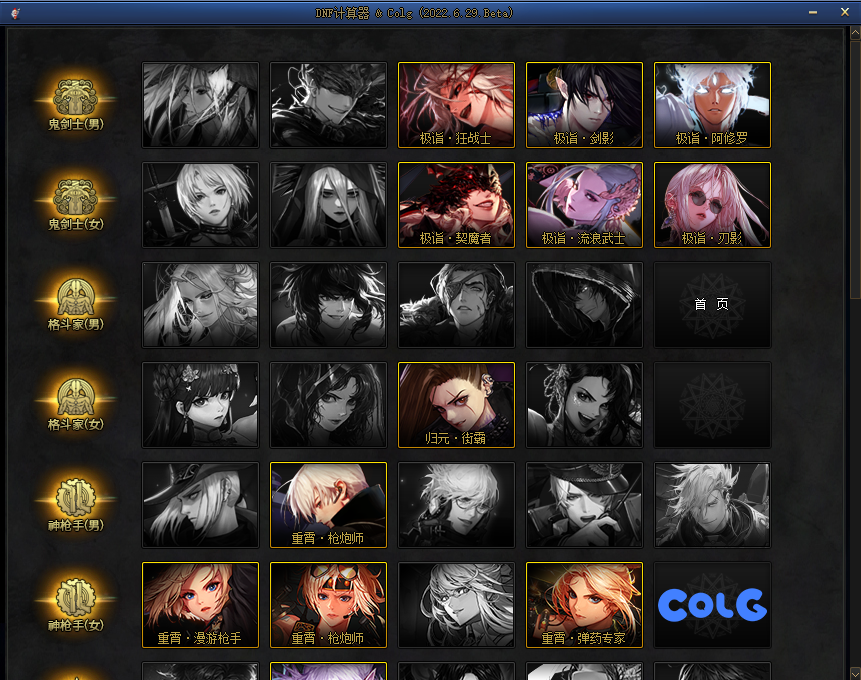 DNF计算器 & Colg (2022.6.29 Beta)
鬼剑士(男)
极诣·狂战士
极诣·剑影
极诣·阿修罗
鬼剑士(女)
极诣·契魔者
极诣·流浪武士
极诣·刃影
格斗家(男)
首 页
格斗家(女)
归元·街霸
神枪手(男)
重霄·枪炮师
神枪手(女)
重霄·漫游枪手
重霄·枪炮师
重霄·弹药专家
COLG